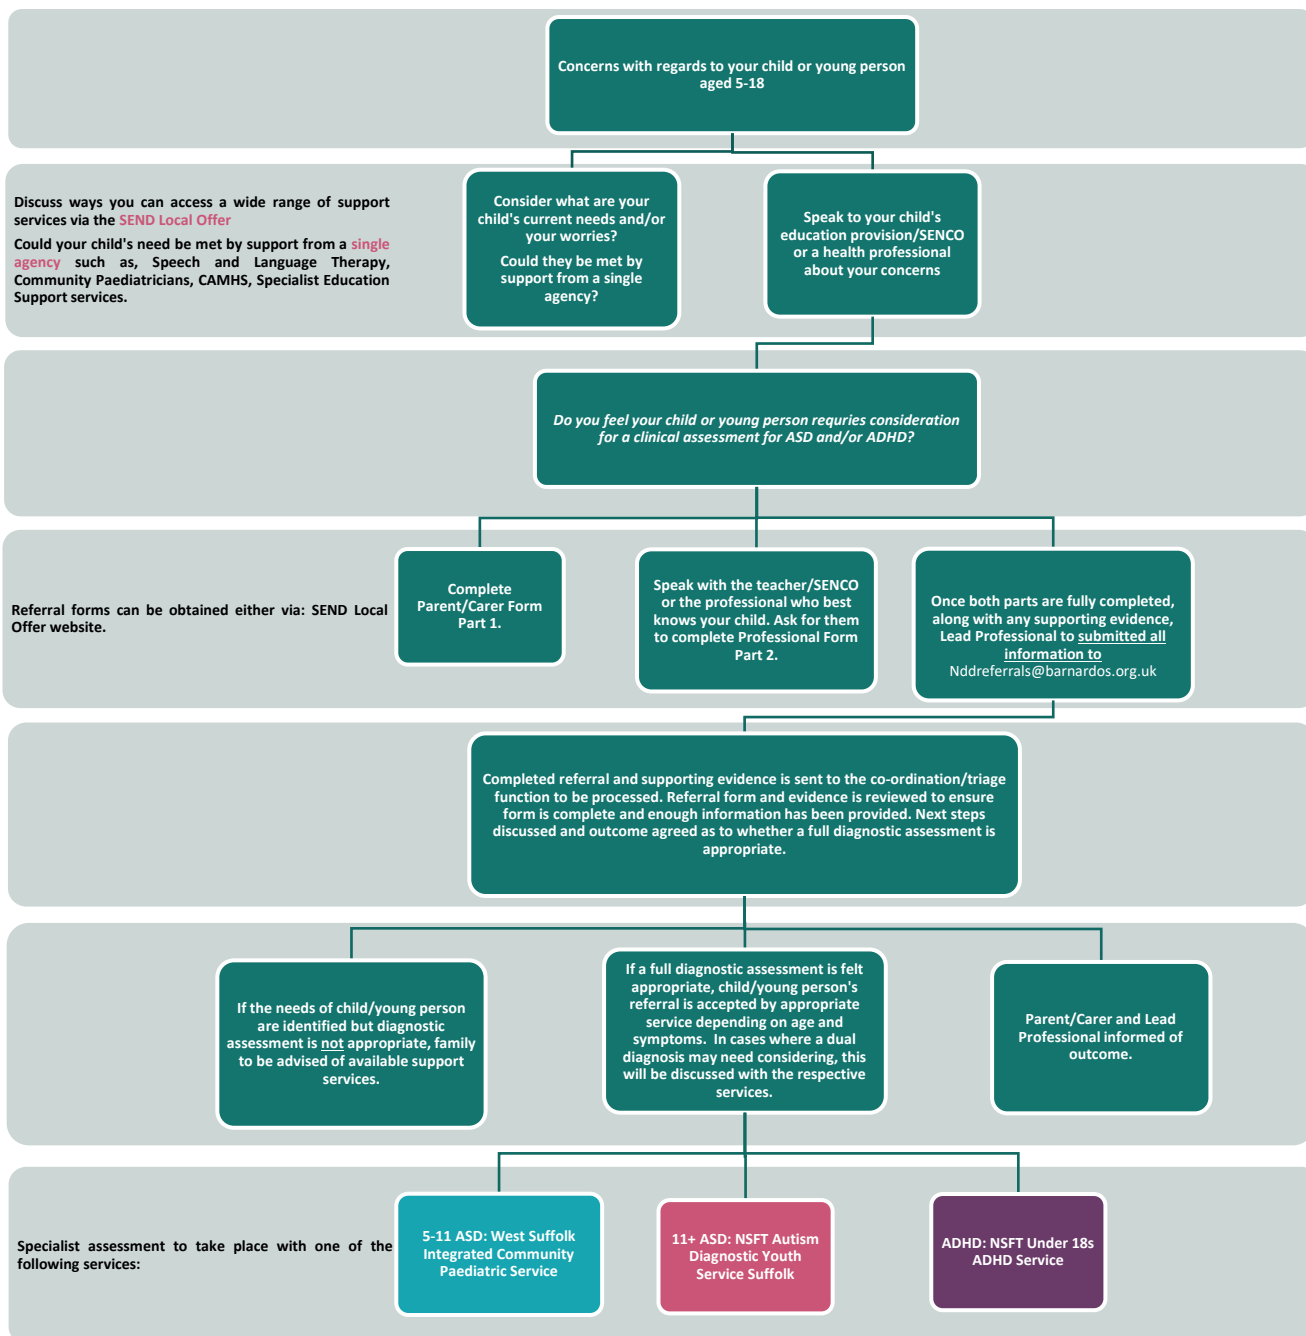 Concerns with regards to your child or young person
aged 5-18
Discuss ways you can access a wide range of support
services via the SEND Local Offer
Could your child's need be met by support from a single
agency such as, Speech and Language Therapy,
Community Paediatricians, CAMHS, Specialist Education
Support services.
Consider what are your
child's current needs and/or
your worries?
Could they be met by
support from a single
agency?
Speak to your child's
education provision/SENCO
or a health professional
about your concerns
Do you feel your child or young person requries consideration
for a clinical assessment for ASD and/or ADHD?
Referral forms can be obtained either via: SEND Local
Offer website.
Complete
Parent/Carer Form
Part 1.
Speak with the teacher/SENCO
or the professional who best
knows your child. Ask for them
to complete Professional Form
Part 2.
Once both parts are fully completed,
along with any supporting evidence,
Lead Professional to submitted all
information to
Nddreferrals@barnardos.org.uk
Completed referral and supporting evidence is sent to the co-ordination/triage
function to be processed. Referral form and evidence is reviewed to ensure
form is complete and enough information has been provided. Next steps
discussed and outcome agreed as to whether a full diagnostic assessment is
appropriate.
If the needs of child/young person
are identified but diagnostic
assessment is not appropriate, family
to be advised of available support
services.
If a full diagnostic assessment is felt
appropriate, child/young person's
referral is accepted by appropriate
service depending on age and
symptoms. In cases where a dual
diagnosis may need considering, this
will be discussed with the respective
services.
Parent/Carer and Lead
Professional informed of
outcome.
Specialist assessment to take place with one of the
following services:
5-11 ASD: West Suffolk
Integrated Community
Paediatric Service
11+ ASD: NSFT Autism
Diagnostic Youth
Service Suffolk
ADHD: NSFT Under 18s
ADHD Service